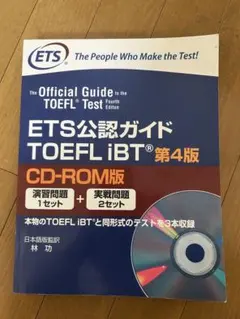 ETS
The People Who Make the Test!
The Official Guide to the
TOEFL® Test Fourth Edition
ETS公認ガイド
TOEFL iBT® 第4版
CD-ROM版
演習問題
1セット
+
実戦問題
2セット
本物のTOEFL iBT®と同形式のテストを3本収録
日本語版監訳
林 功